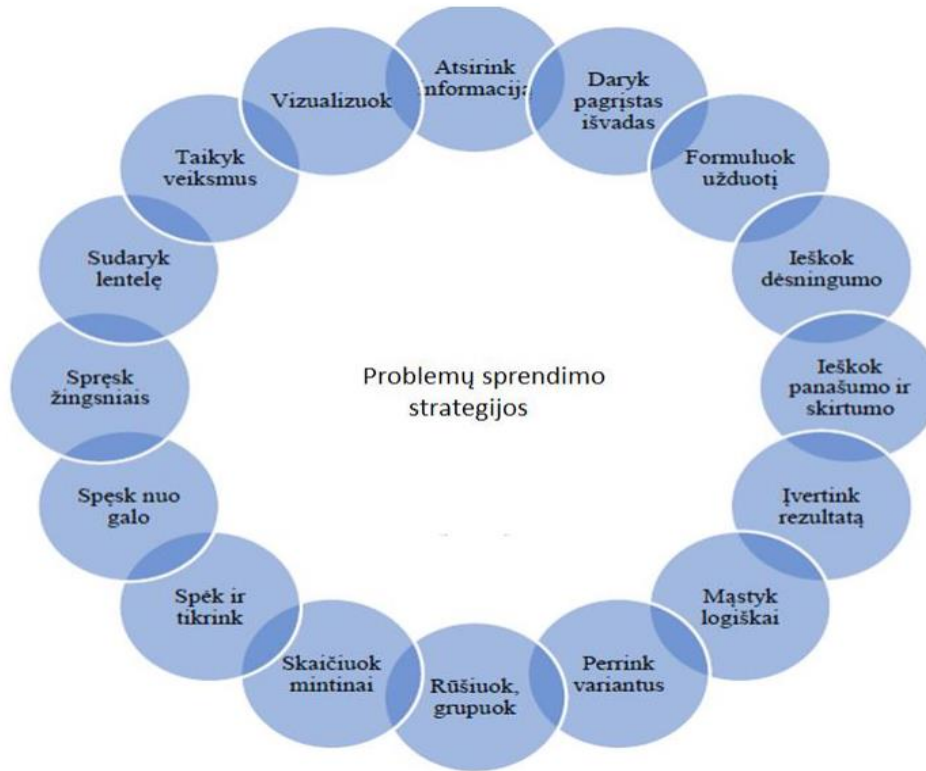 Atsirink
informaciją
Daryk
pagrįstas
išvadas
Formuluok
užduotį
Ieškok
dėsningumo
Ieškok
panašumo ir
skirtumo
Įvertink
rezultatą
Mąstyk
logiškai
Perrink
variantus
Rūšiuok,
grupuok
Skaičiuok
mintinai
Spėk ir
tikrink
Spęsk nuo
galo
Spręsk
žingsniais
Sudaryk
lentelę
Taikyk
veiksmus
Vizualizuok
Problemų sprendimo
strategijos